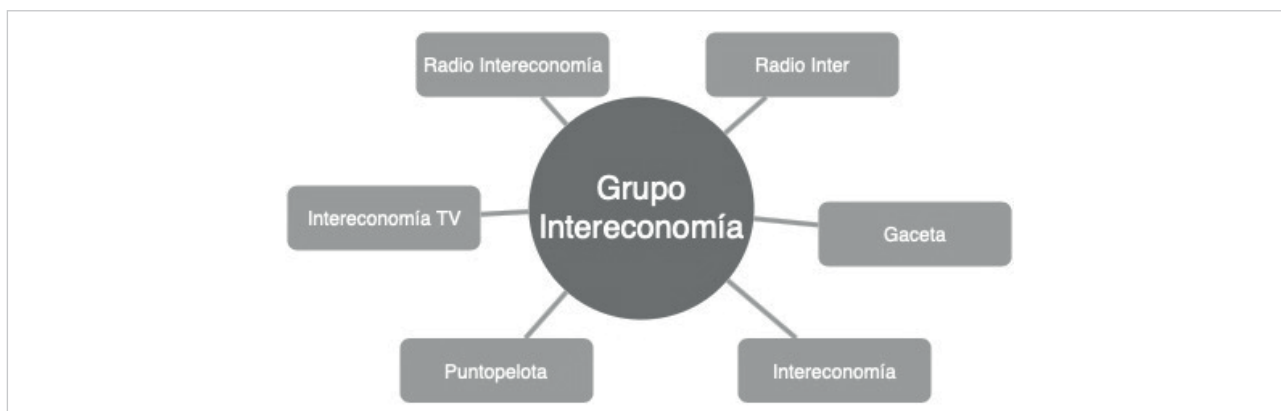 Radio Intereconomía
Radio Inter
Grupo
Intereconomía
Intereconomía TV
Gaceta
Puntopelota
Intereconomía